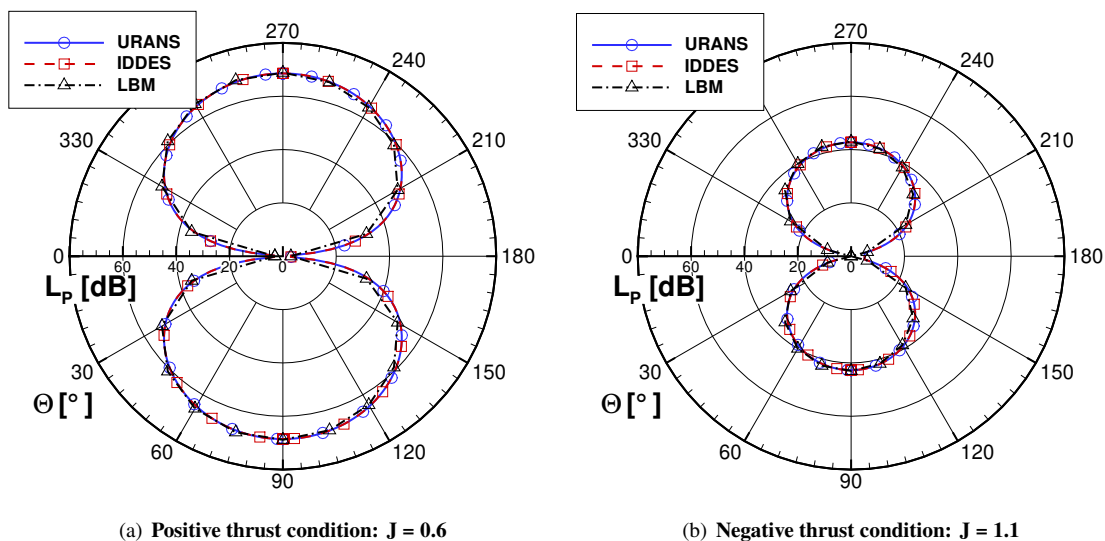 URANS
IDDES
LBM
270
240
210
180
150
120
90
60
30
0
330
60
40
20
0
Lₚ [dB]
Θ [°]
(a) Positive thrust condition: J = 0.6
URANS
IDDES
LBM
270
240
210
180
150
120
90
60
30
0
330
60
40
20
0
Lₚ [dB]
Θ [°]
(b) Negative thrust condition: J = 1.1